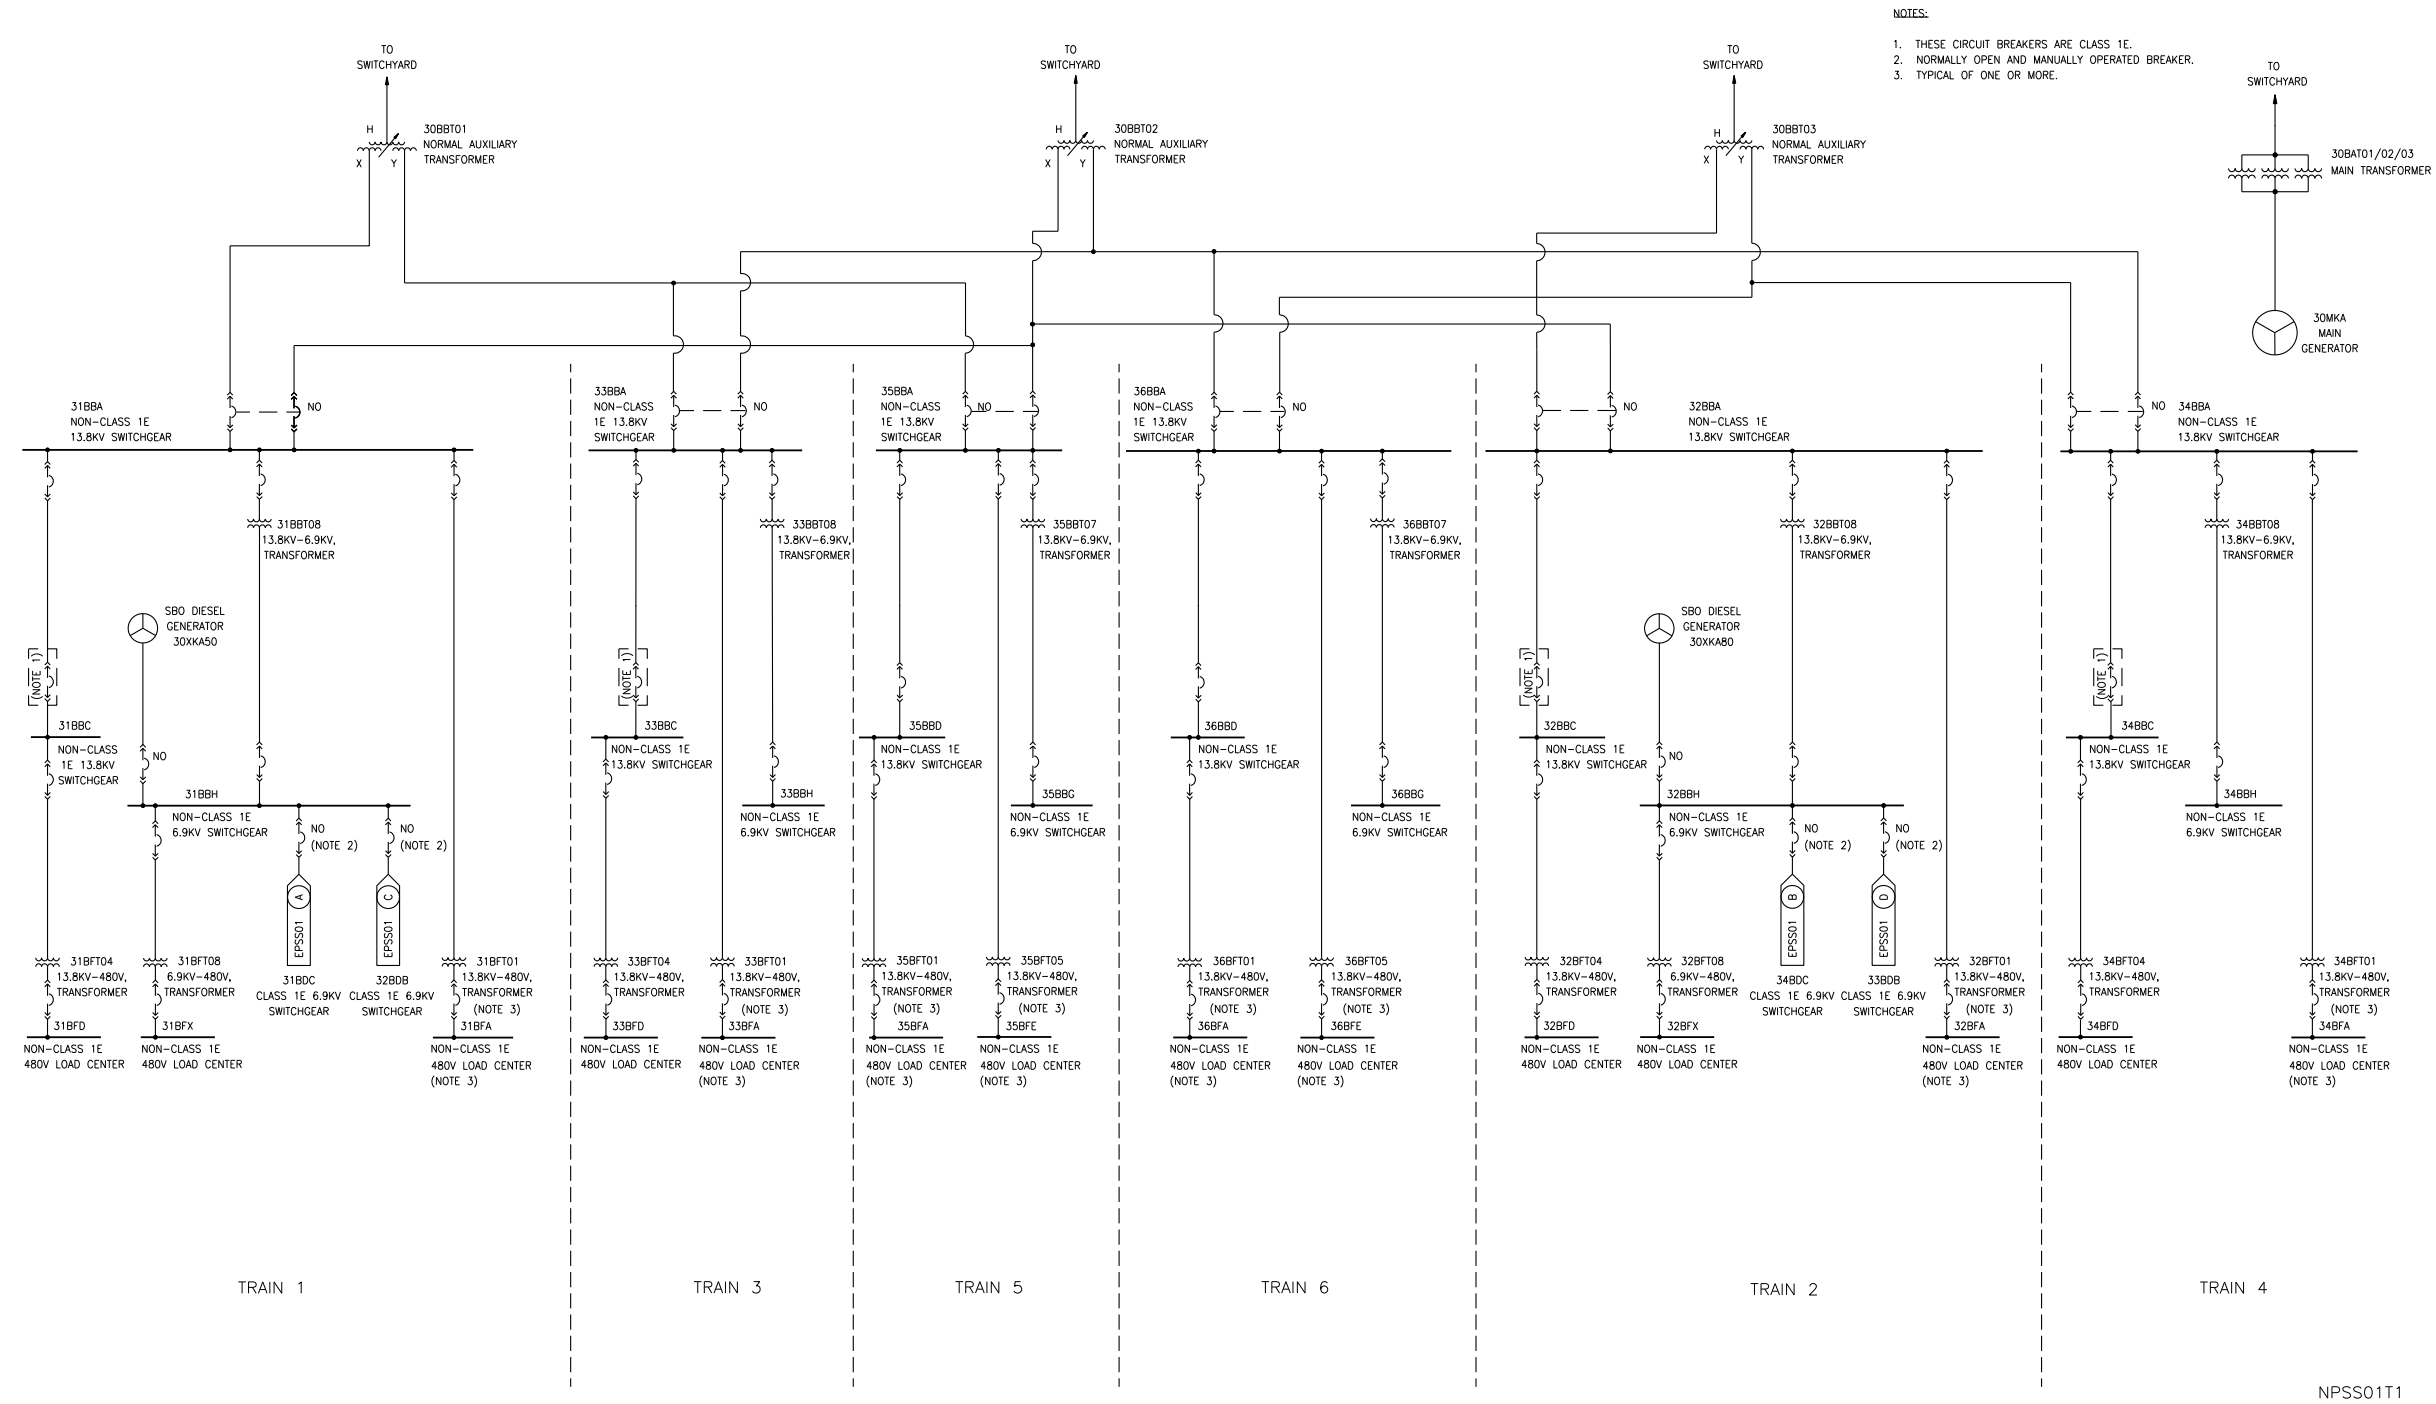 NOTES:
1. THESE CIRCUIT BREAKERS ARE CLASS 1E.
2. NORMALLY OPEN AND MANUALLY OPERATED BREAKER.
3. TYPICAL OF ONE OR MORE.
TO
SWITCHYARD
H
X
Y
30BBT01
NORMAL AUXILIARY
TRANSFORMER
TO
SWITCHYARD
H
X
Y
30BBT02
NORMAL AUXILIARY
TRANSFORMER
TO
SWITCHYARD
H
X
Y
30BBT03
NORMAL AUXILIARY
TRANSFORMER
TO
SWITCHYARD
30BAT01/02/03
MAIN TRANSFORMER
30MKA
MAIN
GENERATOR
31BBA
NON-CLASS 1E
13.8KV SWITCHGEAR
NO
31BBT08
13.8KV-6.9KV,
TRANSFORMER
SBO DIESEL
GENERATOR
30XKA50
(NOTE 1)
31BBC
NON-CLASS
1E 13.8KV
SWITCHGEAR
NO
31BBH
NON-CLASS 1E
6.9KV SWITCHGEAR
NO
(NOTE 2)
NO
(NOTE 2)
A
EPSS01
C
EPSS01
31BFT04
13.8KV-480V,
TRANSFORMER
31BFT08
6.9KV-480V,
TRANSFORMER
31BDC
CLASS 1E 6.9KV
SWITCHGEAR
32BDB
CLASS 1E 6.9KV
SWITCHGEAR
31BFT01
13.8KV-480V,
TRANSFORMER
(NOTE 3)
31BFD
NON-CLASS 1E
480V LOAD CENTER
31BFX
NON-CLASS 1E
480V LOAD CENTER
31BFA
NON-CLASS 1E
480V LOAD CENTER
(NOTE 3)
TRAIN 1
33BBA
NON-CLASS
1E 13.8KV
SWITCHGEAR
NO
33BBT08
13.8KV-6.9KV,
TRANSFORMER
(NOTE 1)
33BBC
NON-CLASS 1E
13.8KV SWITCHGEAR
33BBH
NON-CLASS 1E
6.9KV SWITCHGEAR
33BFT04
13.8KV-480V,
TRANSFORMER
33BFT01
13.8KV-480V,
TRANSFORMER
(NOTE 3)
33BFD
NON-CLASS 1E
480V LOAD CENTER
33BFA
NON-CLASS 1E
480V LOAD CENTER
(NOTE 3)
TRAIN 3
35BBA
NON-CLASS
1E 13.8KV
SWITCHGEAR
NO
35BBT07
13.8KV-6.9KV,
TRANSFORMER
35BBD
NON-CLASS 1E
13.8KV SWITCHGEAR
35BBG
NON-CLASS 1E
6.9KV SWITCHGEAR
35BFT01
13.8KV-480V,
TRANSFORMER
(NOTE 3)
35BFT05
13.8KV-480V,
TRANSFORMER
(NOTE 3)
35BFA
NON-CLASS 1E
480V LOAD CENTER
(NOTE 3)
35BFE
NON-CLASS 1E
480V LOAD CENTER
(NOTE 3)
TRAIN 5
36BBA
NON-CLASS
1E 13.8KV
SWITCHGEAR
NO
36BBT07
13.8KV-6.9KV,
TRANSFORMER
36BBD
NON-CLASS 1E
13.8KV SWITCHGEAR
36BBG
NON-CLASS 1E
6.9KV SWITCHGEAR
36BFT01
13.8KV-480V,
TRANSFORMER
(NOTE 3)
36BFT05
13.8KV-480V,
TRANSFORMER
(NOTE 3)
36BFA
NON-CLASS 1E
480V LOAD CENTER
(NOTE 3)
36BFE
NON-CLASS 1E
480V LOAD CENTER
(NOTE 3)
TRAIN 6
NO
32BBA
NON-CLASS 1E
13.8KV SWITCHGEAR
32BBT08
13.8KV-6.9KV,
TRANSFORMER
SBO DIESEL
GENERATOR
30XKA80
(NOTE 1)
32BBC
NON-CLASS 1E
13.8KV SWITCHGEAR
NO
32BBH
NON-CLASS 1E
6.9KV SWITCHGEAR
NO
(NOTE 2)
NO
(NOTE 2)
B
EPSS01
D
EPSS01
32BFT04
13.8KV-480V,
TRANSFORMER
32BFT08
6.9KV-480V,
TRANSFORMER
34BDC
CLASS 1E 6.9KV
SWITCHGEAR
33BDB
CLASS 1E 6.9KV
SWITCHGEAR
32BFT01
13.8KV-480V,
TRANSFORMER
(NOTE 3)
32BFD
NON-CLASS 1E
480V LOAD CENTER
32BFX
NON-CLASS 1E
480V LOAD CENTER
32BFA
NON-CLASS 1E
480V LOAD CENTER
(NOTE 3)
TRAIN 2
NO
34BBA
NON-CLASS 1E
13.8KV SWITCHGEAR
34BBT08
13.8KV-6.9KV,
TRANSFORMER
(NOTE 1)
34BBC
NON-CLASS 1E
13.8KV SWITCHGEAR
34BBH
NON-CLASS 1E
6.9KV SWITCHGEAR
34BFT04
13.8KV-480V,
TRANSFORMER
34BFT01
13.8KV-480V,
TRANSFORMER
(NOTE 3)
34BFD
NON-CLASS 1E
480V LOAD CENTER
34BFA
NON-CLASS 1E
480V LOAD CENTER
(NOTE 3)
TRAIN 4
NPSS01T1